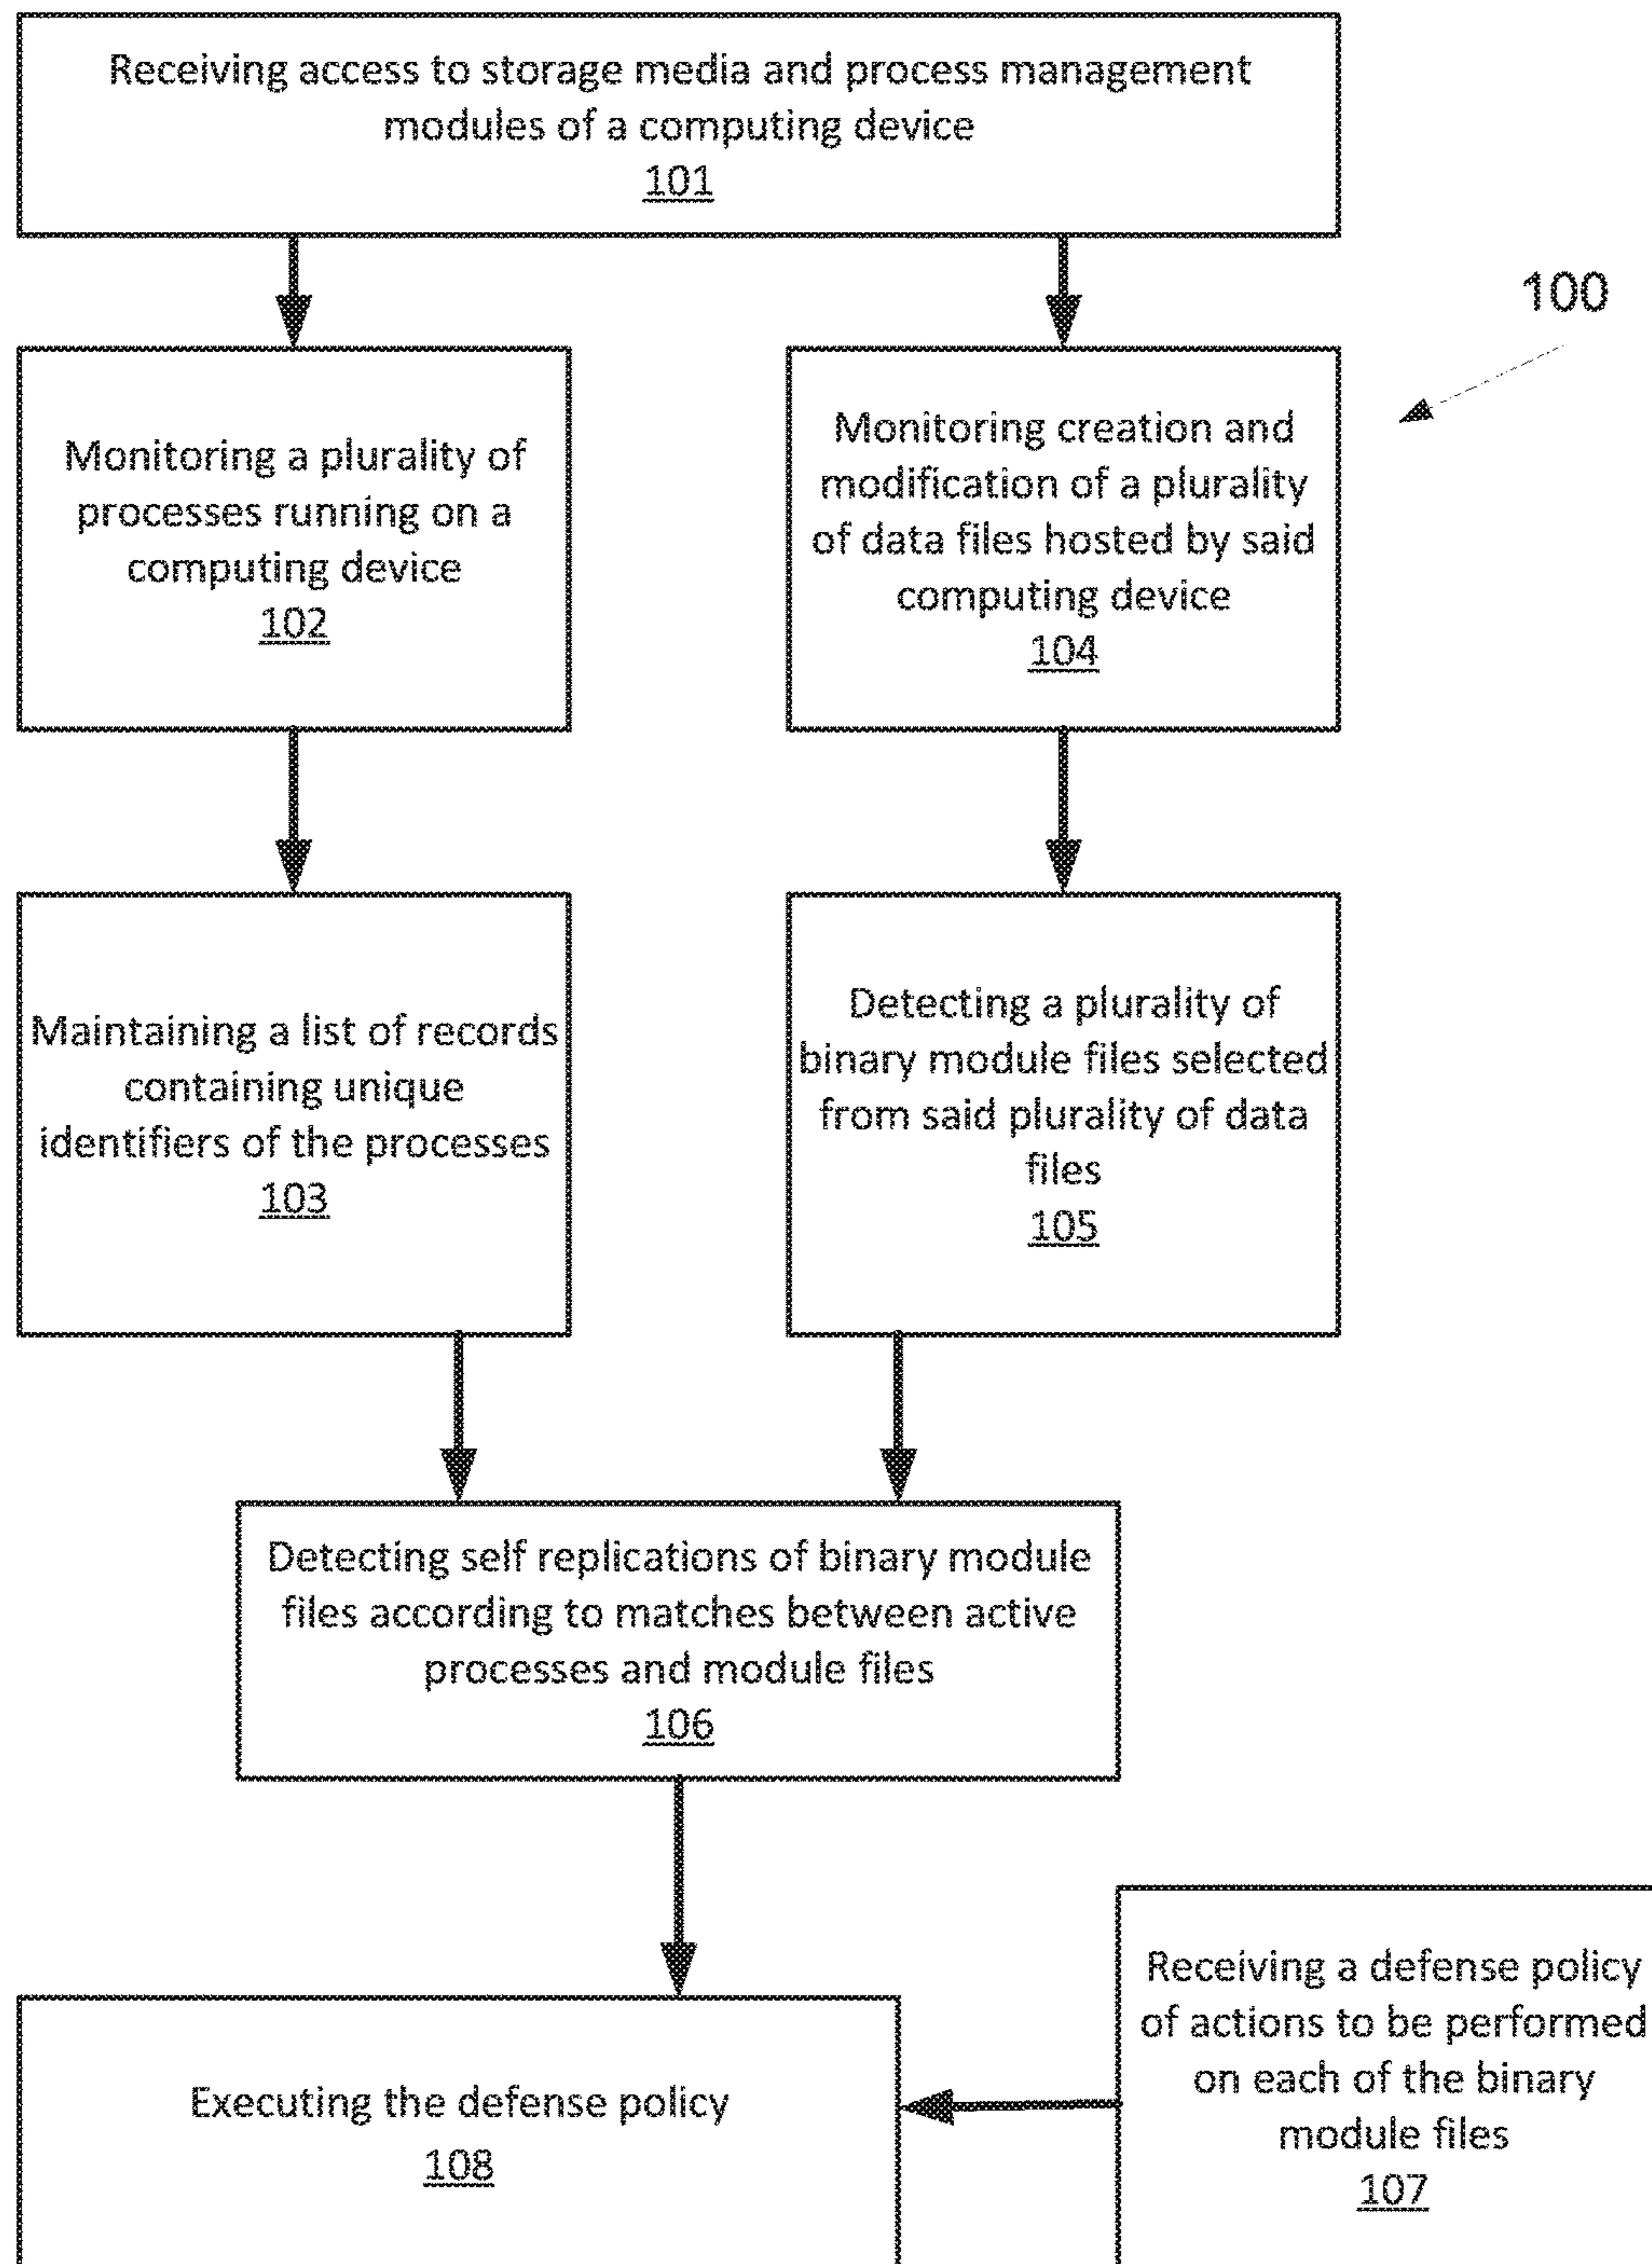 Receiving access to storage media and process management
modules of a computing device
101
100
Monitoring a plurality of
processes running on a
computing device
102
Monitoring creation and
modification of a plurality
of data files hosted by said
computing device
104
Maintaining a list of records
containing unique
identifiers of the processes
103
Detecting a plurality of
binary module files selected
from said plurality of data
files
105
Detecting self replications of binary module
files according to matches between active
processes and module files
106
Receiving a defense policy
of actions to be performed
on each of the binary
module files
107
Executing the defense policy
108